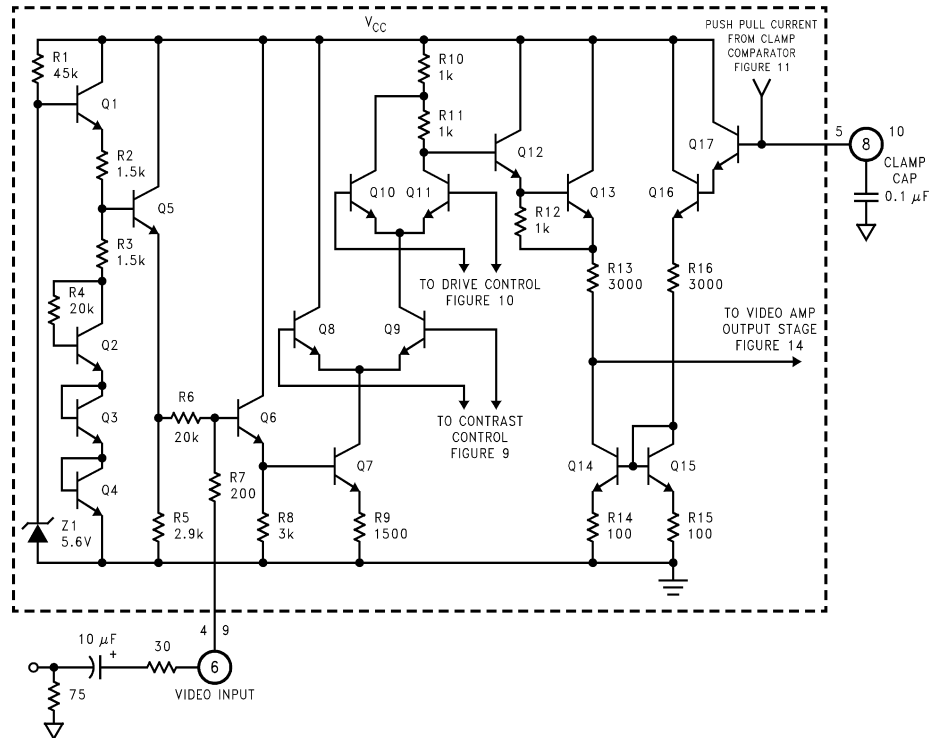 V_CC
PUSH PULL CURRENT
FROM CLAMP
COMPARATOR
FIGURE 11
R1
45k
Q1
R2
1.5k
Q5
R3
1.5k
R4
20k
Q2
Q3
Q4
Z1
5.6V
R5
2.9k
R6
20k
Q6
R7
200
R8
3k
R10
1k
R11
1k
Q10
Q11
Q12
Q13
R12
1k
TO DRIVE CONTROL
FIGURE 10
Q8
Q9
TO CONTRAST
CONTROL
FIGURE 9
Q7
R9
1500
R13
3000
Q16
Q17
R16
3000
TO VIDEO AMP
OUTPUT STAGE
FIGURE 14
Q14
Q15
R14
100
R15
100
5
8
10
CLAMP
CAP
0.1 μF
4
9
6
VIDEO INPUT
10 μF
+
30
75